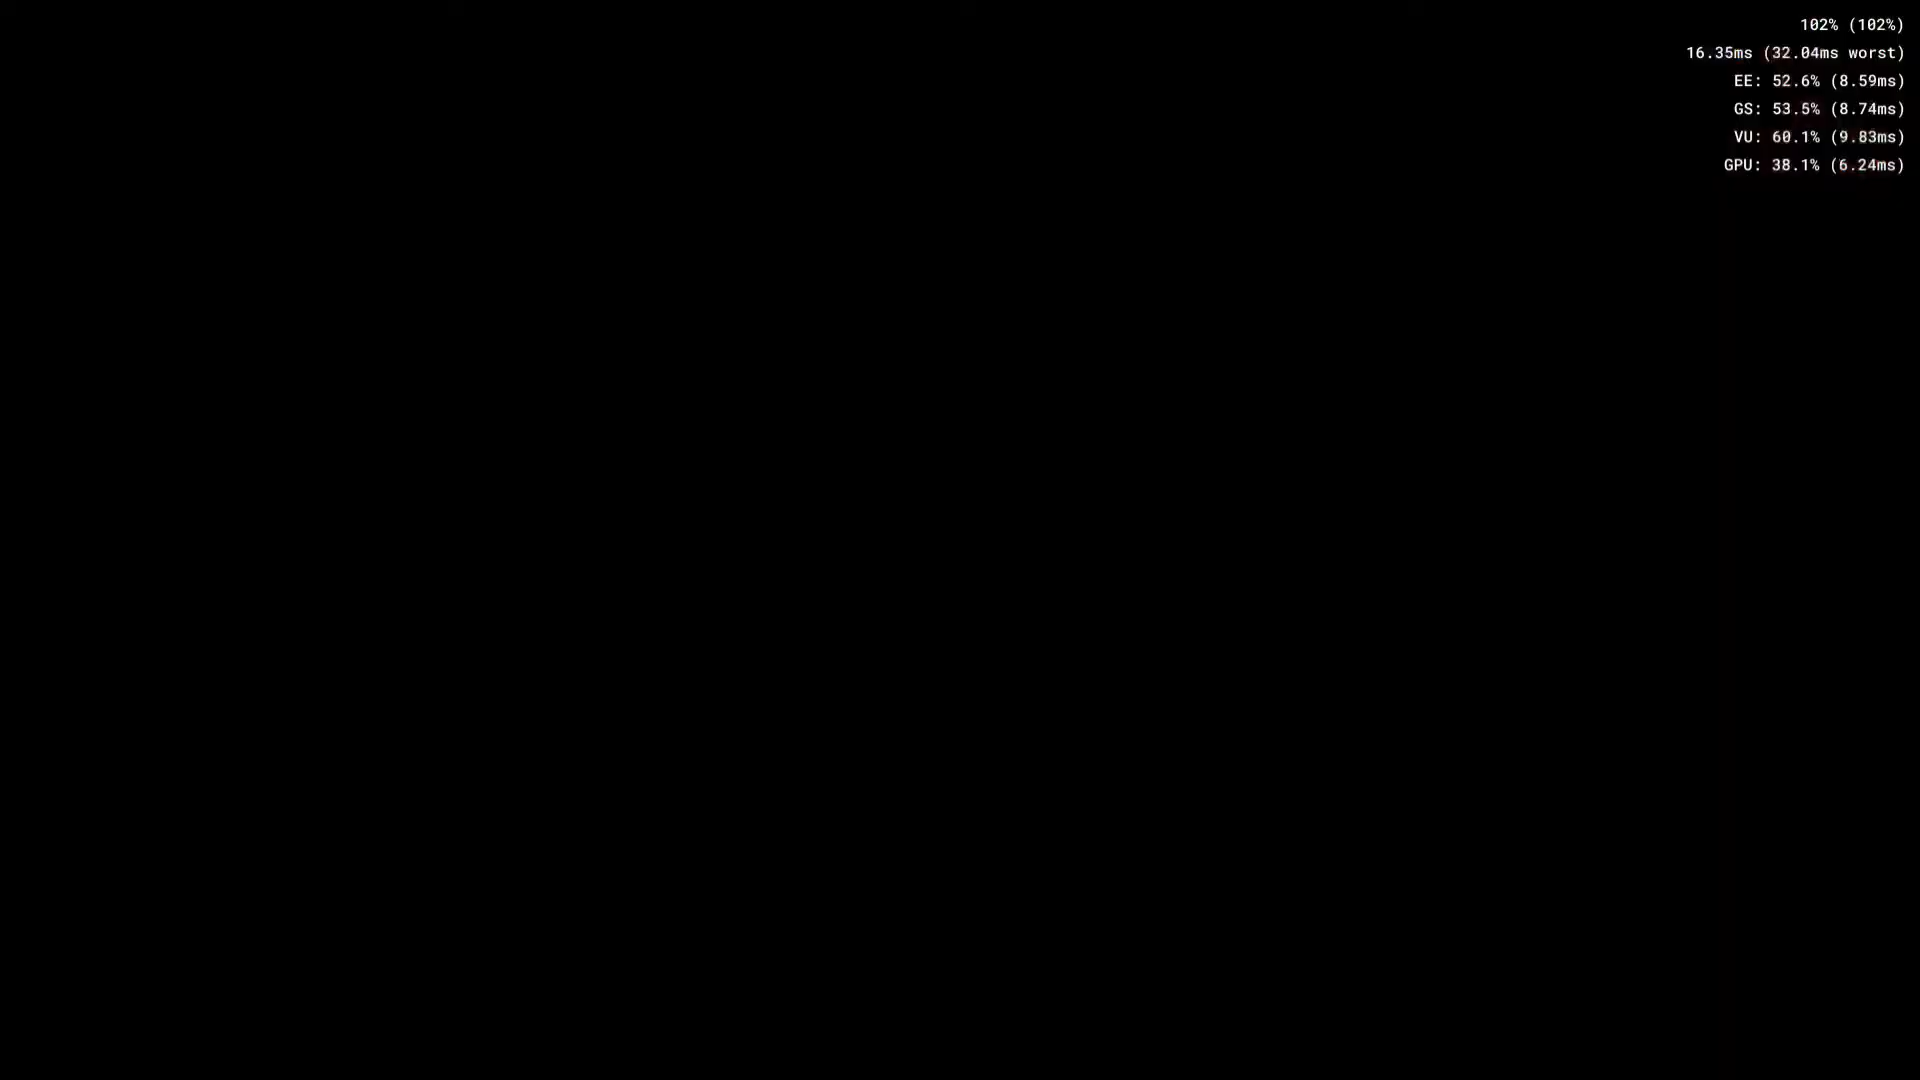 102% (102%)
16.35ms (32.04ms worst)
EE: 52.6% (8.59ms)
GS: 53.5% (8.74ms)
VU: 60.1% (9.83ms)
GPU: 38.1% (6.24ms)